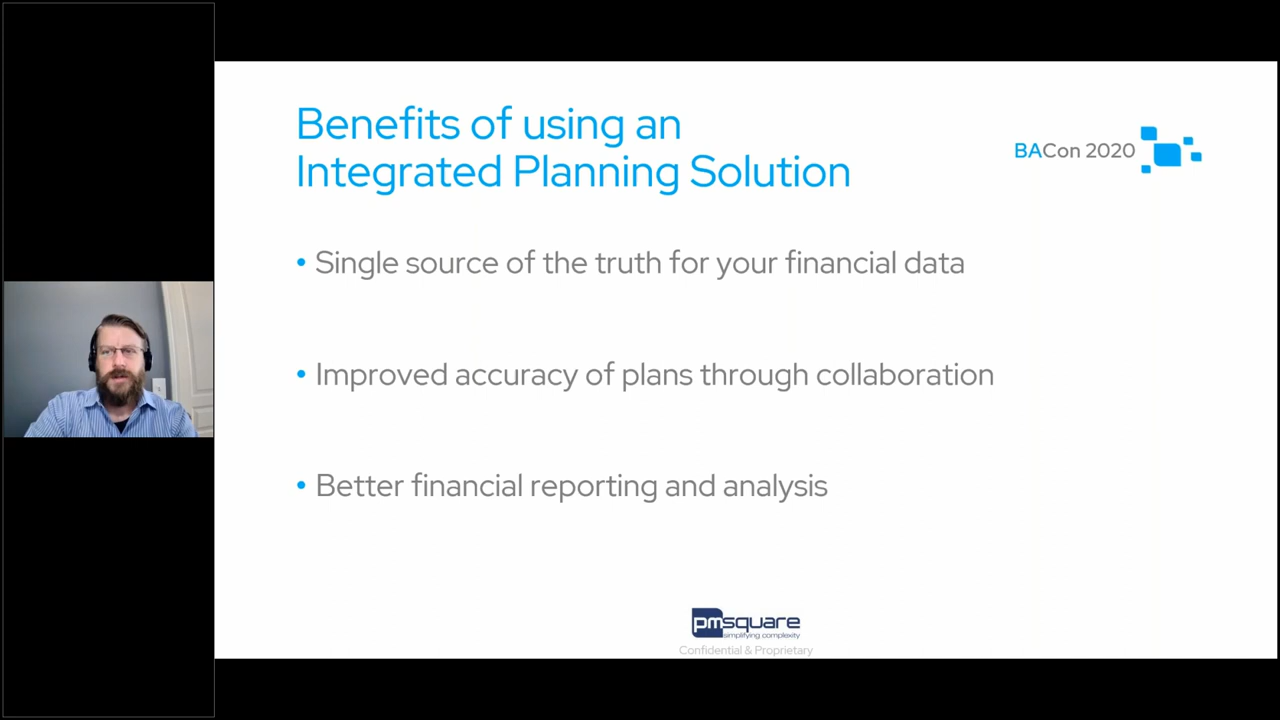 Benefits of using an
Integrated Planning Solution
BACon 2020
• Single source of the truth for your financial data
• Improved accuracy of plans through collaboration
• Better financial reporting and analysis
pmsquare
simplifying complexity
Confidential & Proprietary